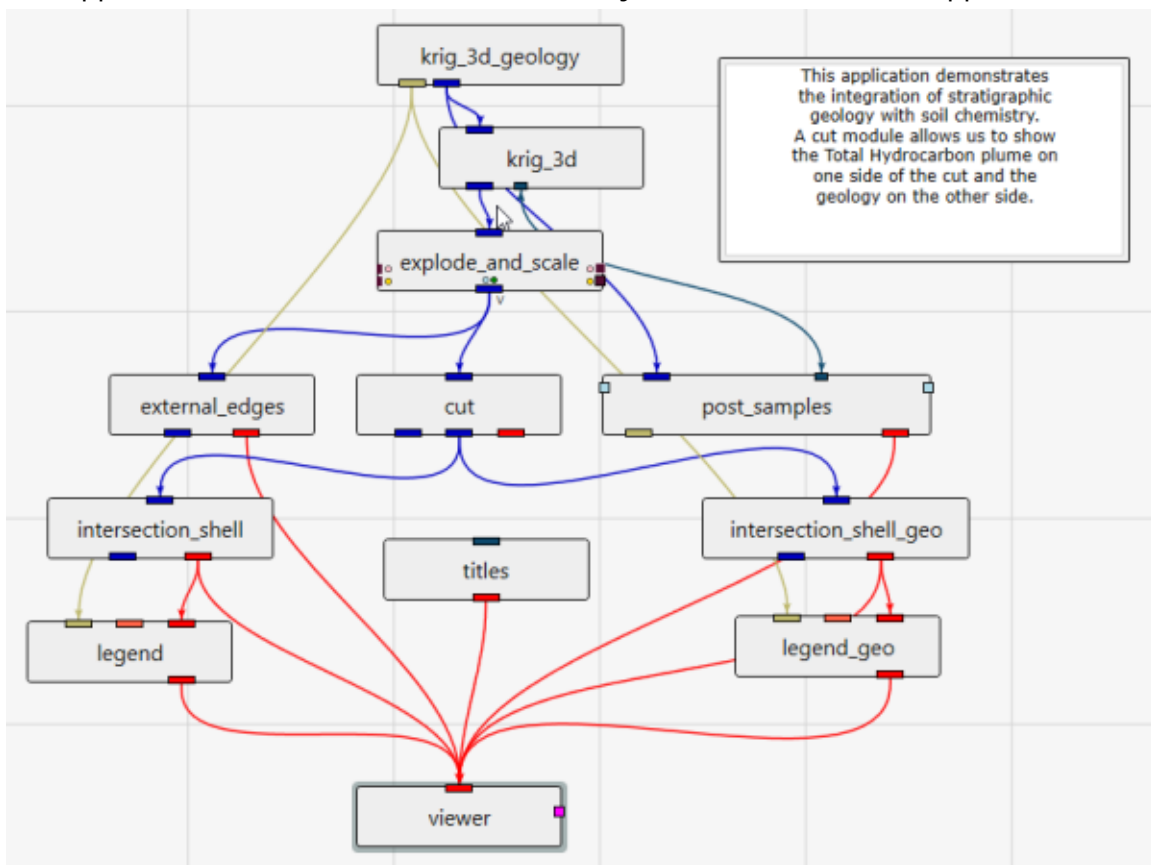 krig_3d_geology
This application demonstrates
the integration of stratigraphic
geology with soil chemistry.
A cut module allows us to show
the Total Hydrocarbon plume on
one side of the cut and the
geology on the other side.
krig_3d
explode_and_scale
external_edges
cut
post_samples
intersection_shell
intersection_shell_geo
titles
legend
legend_geo
viewer